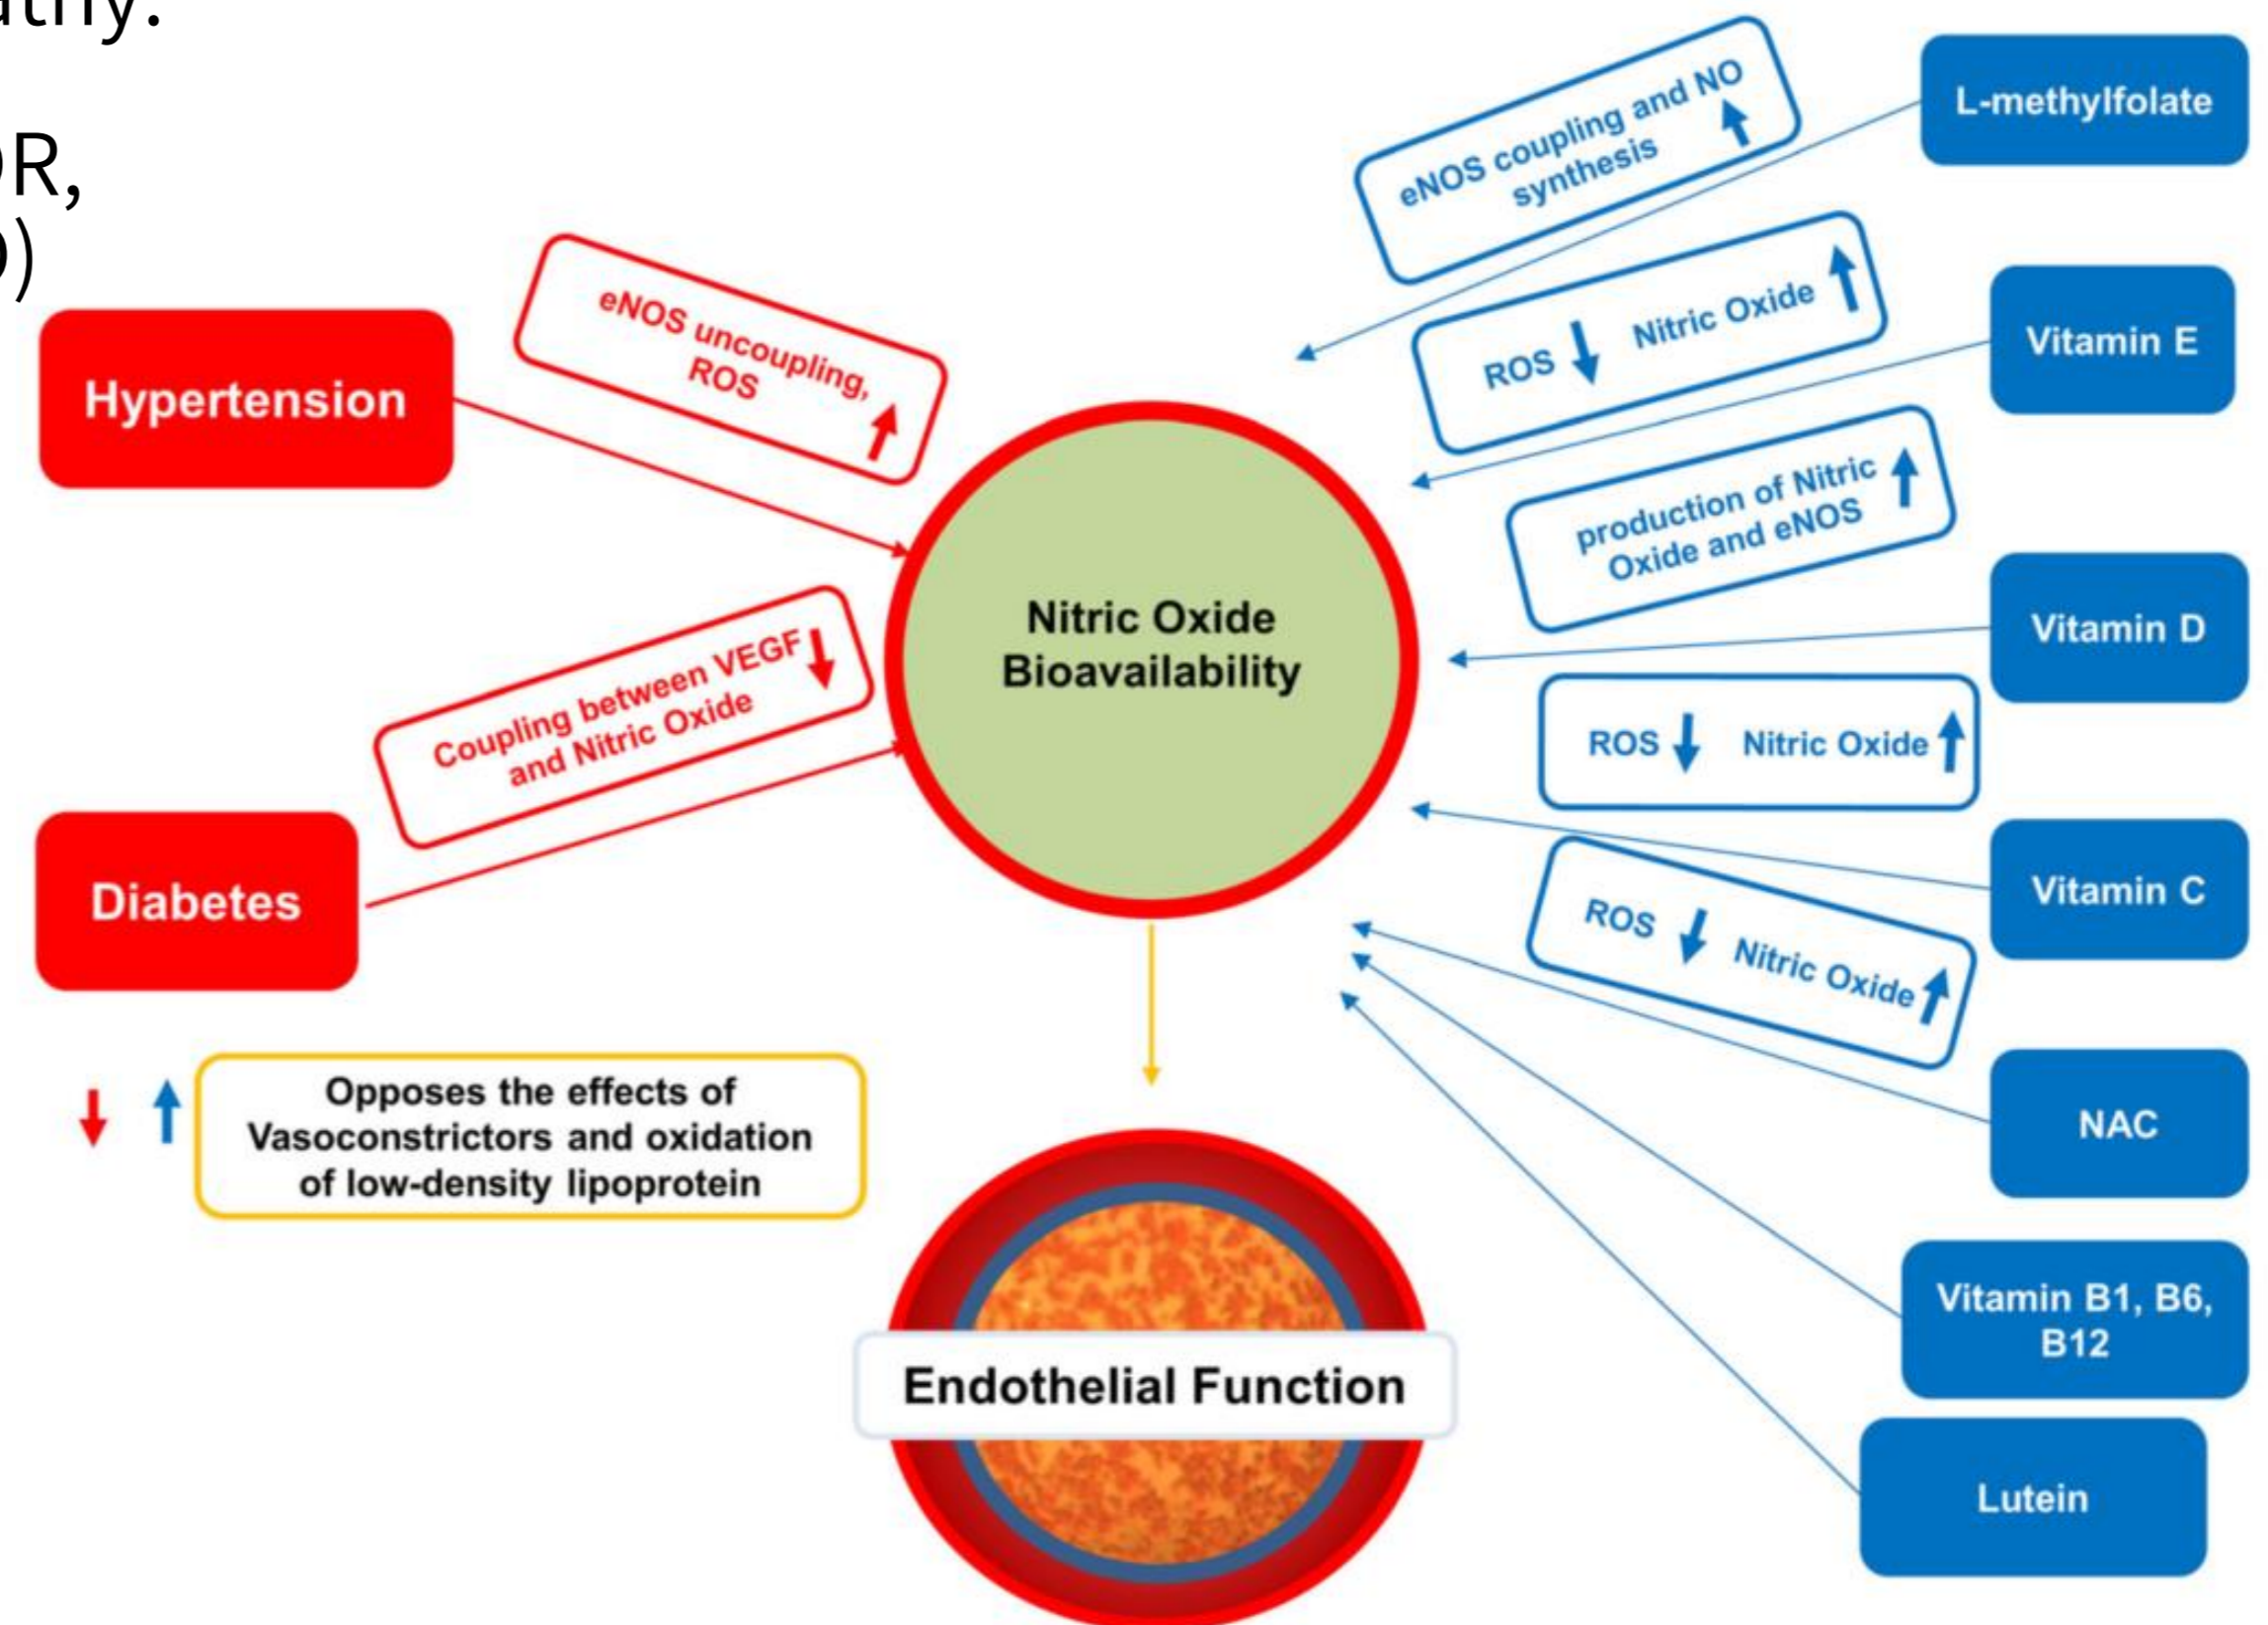 eNOS coupling and NO
synthesis
L-methylfolate
ROS Nitric Oxide
Vitamin E
Hypertension
eNOS uncoupling,
ROS
production of Nitric
Oxide and eNOS
Nitric Oxide
Bioavailability
Vitamin D
Coupling between VEGF
and Nitric Oxide
ROS Nitric Oxide
Diabetes
Vitamin C
ROS Nitric Oxide
Opposes the effects of
Vasoconstrictors and oxidation
of low-density lipoprotein
NAC
Vitamin B1, B6,
B12
Endothelial Function
Lutein